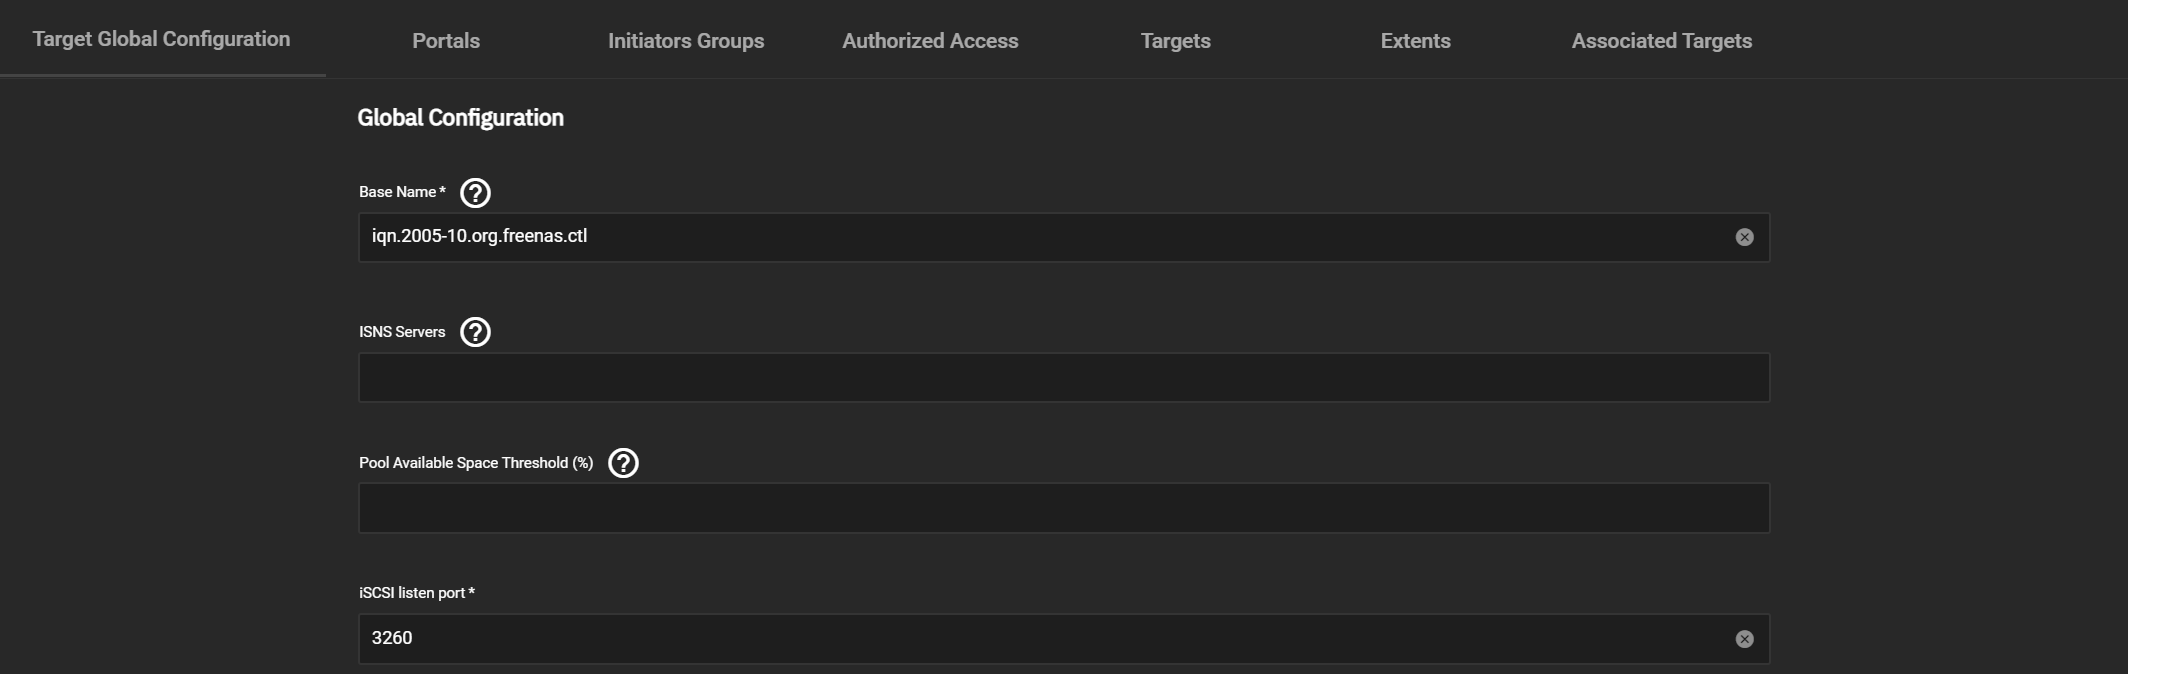 Target Global Configuration Portals Initiators Groups Authorized Access Targets Extents Associated Targets
Global Configuration
Base Name *
iqn.2005-10.org.freenas.ctl
ISNS Servers
Pool Available Space Threshold (%)
iSCSI listen port *
3260